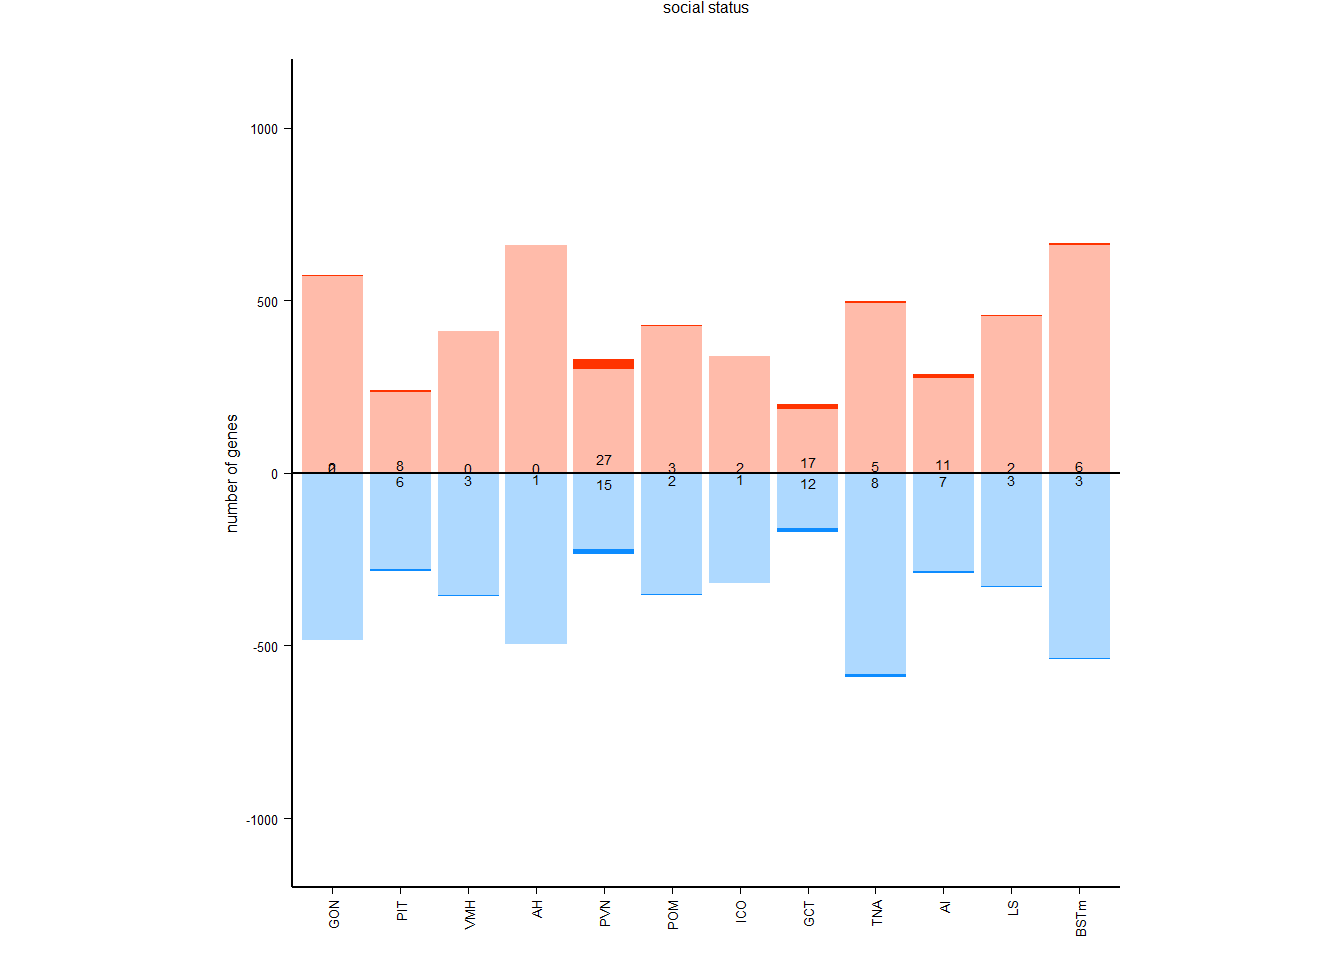 social status
1000
500
0
-500
-1000
number of genes
8 0 0 27 3 2 17 5 11 2 6
6 3 1 15 2 1 12 8 7 3 3
GON PIT VMH AH PVN POM ICO GCT TNA AI LS BSTm